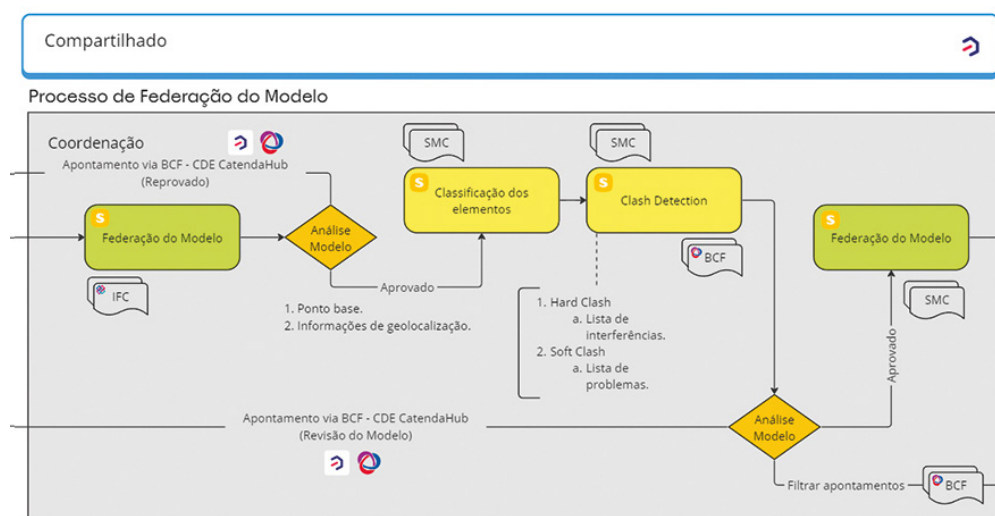 Compartilhado
Processo de Federação do Modelo
Coordenação
Apontamento via BCF - CDE CatendaHub
(Reprovado)
S
Federação do Modelo
IFC
Análise
Modelo
Aprovado
1. Ponto base.
2. Informações de geolocalização.
SMC
S
Classificação dos
elementos
SMC
S
Clash Detection
BCF
1. Hard Clash
a. Lista de
interferências.
2. Soft Clash
a. Lista de
problemas.
S
Federação do Modelo
SMC
Aprovado
Apontamento via BCF - CDE CatendaHub
(Revisão do Modelo)
Análise
Modelo
Filtrar apontamentos
BCF